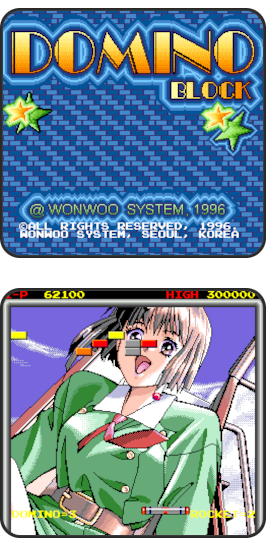 DOMINO
BLOCK
@ WONWOO SYSTEM, 1996
©ALL RIGHTS RESERVED, 1996
WONWOO SYSTEM, SEOUL, KOREA
1-P 62100 HIGH 300000
DOMINO=3 ROCKET=2